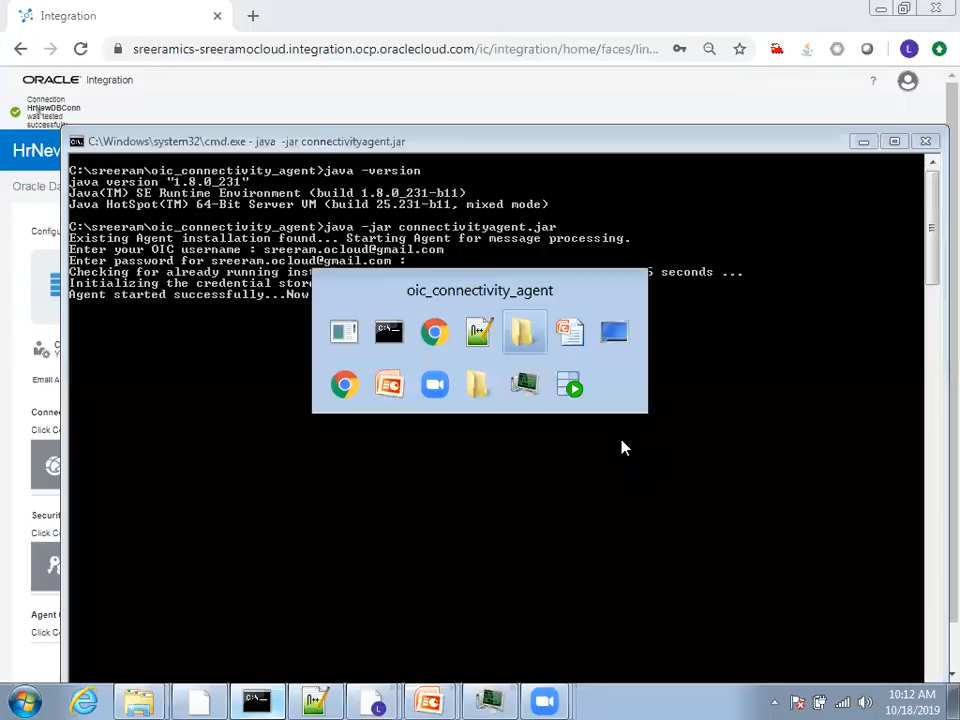 Integration
sreeramics-sreeramocloud.integration.ocp.oraclecloud.com/ic/integration/home/faces/lin...
L
ORACLE Integration
?
Connection
HrNewDBConn
was tested
successfully.
C:\Windows\system32\cmd.exe - java -jar connectivityagent.jar
HrNew
Oracle Da
Configu
Email A
Connec
Click Co
Securit
Click Co
Agent
Click Co
C:\sreeram\oic_connectivity_agent>java -version
java version "1.8.0_231"
Java(TM) SE Runtime Environment (build 1.8.0_231-b11)
Java HotSpot(TM) 64-Bit Server VM (build 25.231-b11, mixed mode)
C:\sreeram\oic_connectivity_agent>java -jar connectivityagent.jar
Existing Agent installation found... Starting Agent for message processing.
Enter your OIC username : sreeram.ocloud@gmail.com
Enter password for sreeram.ocloud@gmail.com :
Checking for already running inst 5 seconds ...
Initializing the credential stor
Agent started successfully...Now
oic_connectivity_agent
10:12 AM
10/18/2019